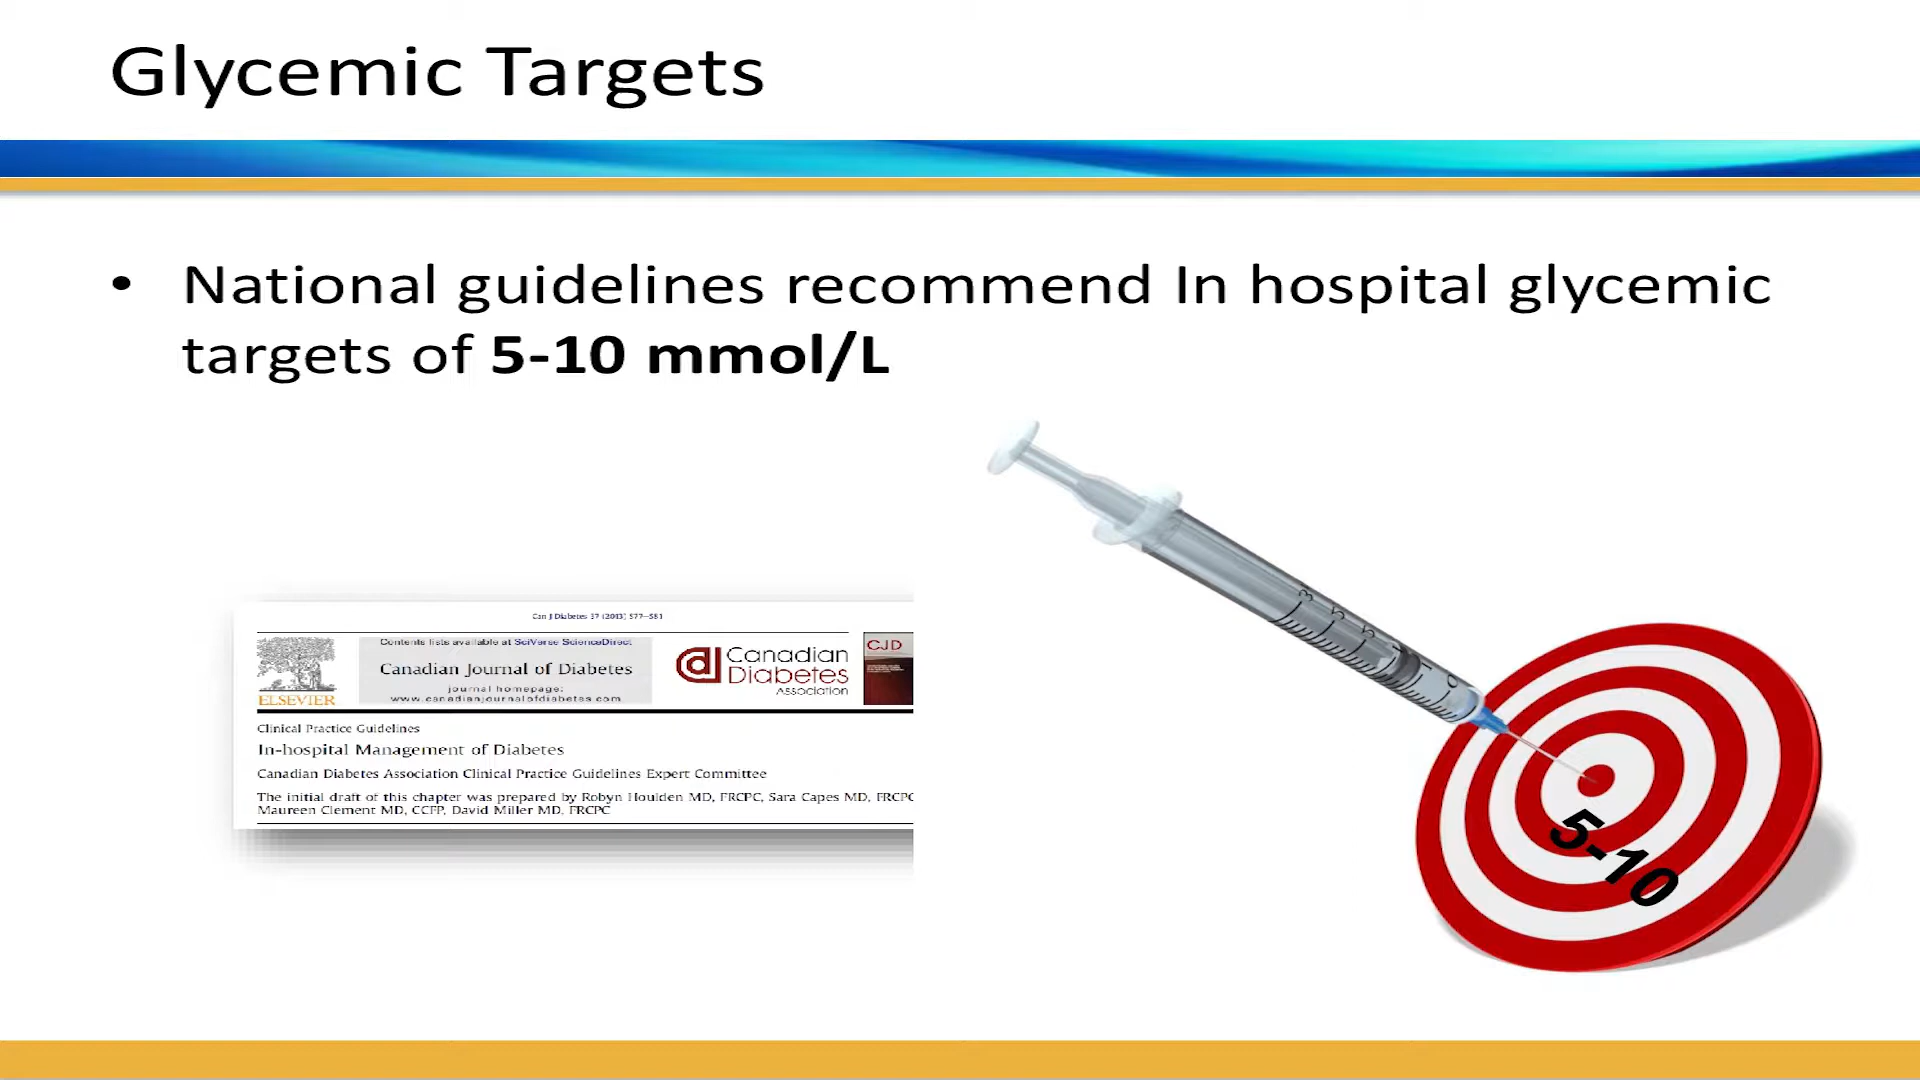 Glycemic Targets
• National guidelines recommend In hospital glycemic
targets of 5-10 mmol/L
Can J Diabetes 37 (2013) 577–581
Contents lists available at SciVerse ScienceDirect
Canadian Journal of Diabetes
journal homepage:
www.canadianjournalofdiabetes.com
ELSEVIER
Canadian
Diabetes
Association
CJD
Clinical Practice Guidelines
In-hospital Management of Diabetes
Canadian Diabetes Association Clinical Practice Guidelines Expert Committee
The initial draft of this chapter was prepared by Robyn Houlden MD, FRCPC, Sara Capes MD, FRCPC
Maureen Clement MD, CCFP, David Miller MD, FRCPC
5-10